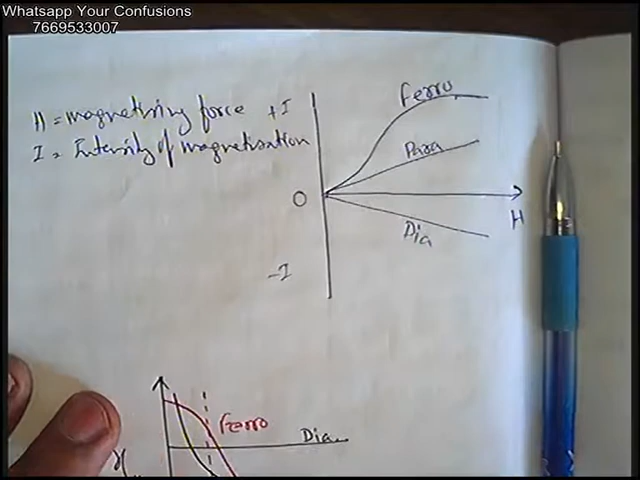 Whatsapp Your Confusions
7669533007
H = magnetising force
I = Intensity of magnetisation
+I
Ferro
Para
O
H
Dia
-I
Ferro
Dia